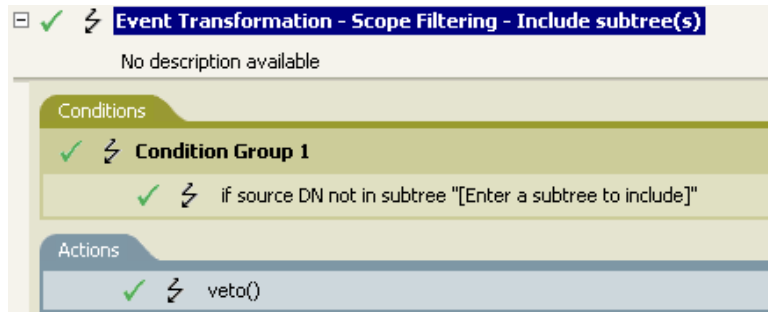 Event Transformation - Scope Filtering - Include subtree(s)
No description available
Conditions
Condition Group 1
if source DN not in subtree "[Enter a subtree to include]"
Actions
veto()